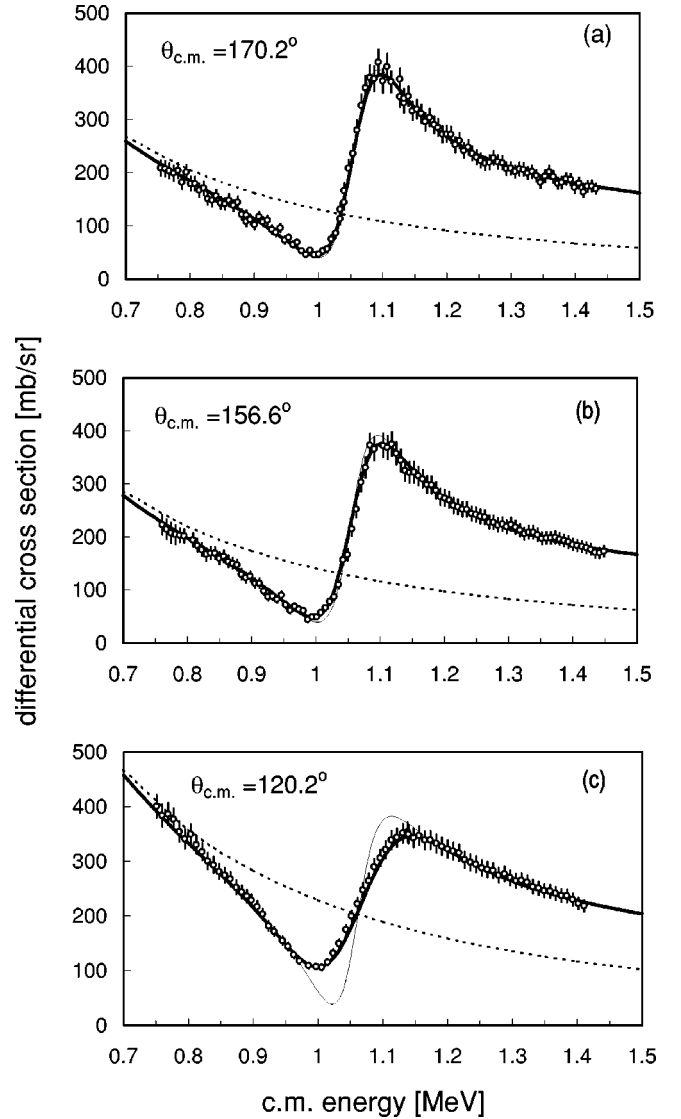 differential cross section [mb/sr]
(a)
θc.m. =170.2°
500
400
300
200
100
0
0.7 0.8 0.9 1 1.1 1.2 1.3 1.4 1.5
(b)
θc.m. =156.6°
500
400
300
200
100
0
0.7 0.8 0.9 1 1.1 1.2 1.3 1.4 1.5
(c)
θc.m. =120.2°
500
400
300
200
100
0
0.7 0.8 0.9 1 1.1 1.2 1.3 1.4 1.5
c.m. energy [MeV]